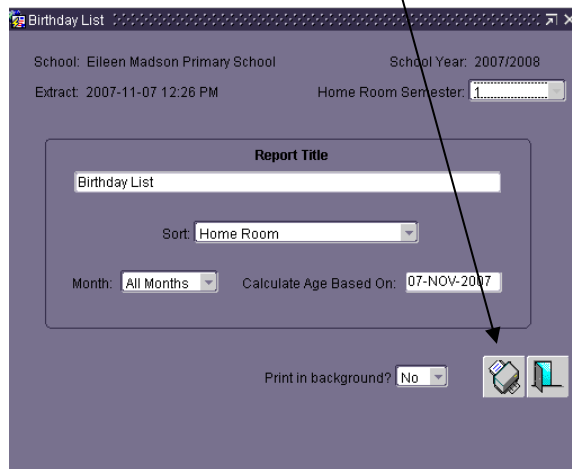 Birthday List
School: Eileen Madson Primary School School Year: 2007/2008
Extract: 2007-11-07 12:26 PM Home Room Semester: 1
Report Title
Birthday List
Sort: Home Room
Month: All Months Calculate Age Based On: 07-NOV-2007
Print in background? No